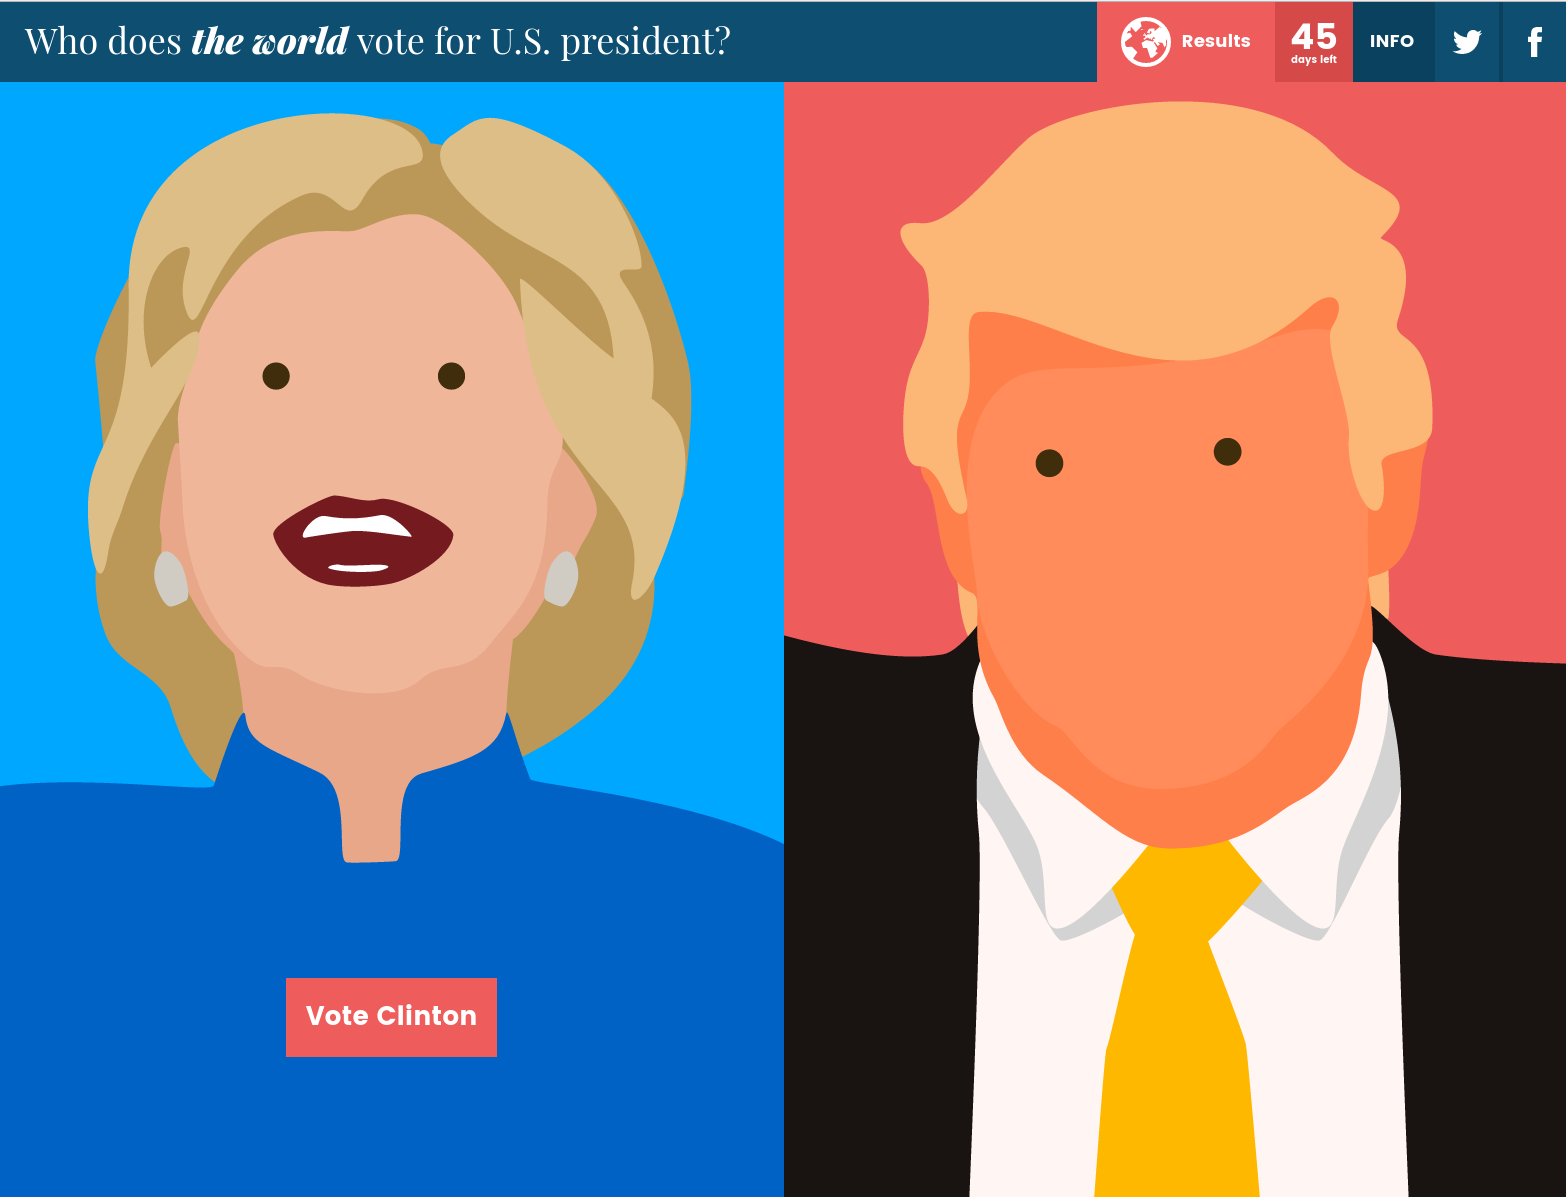 Who does the world vote for U.S. president?
Results
45
days left
INFO
Vote Clinton